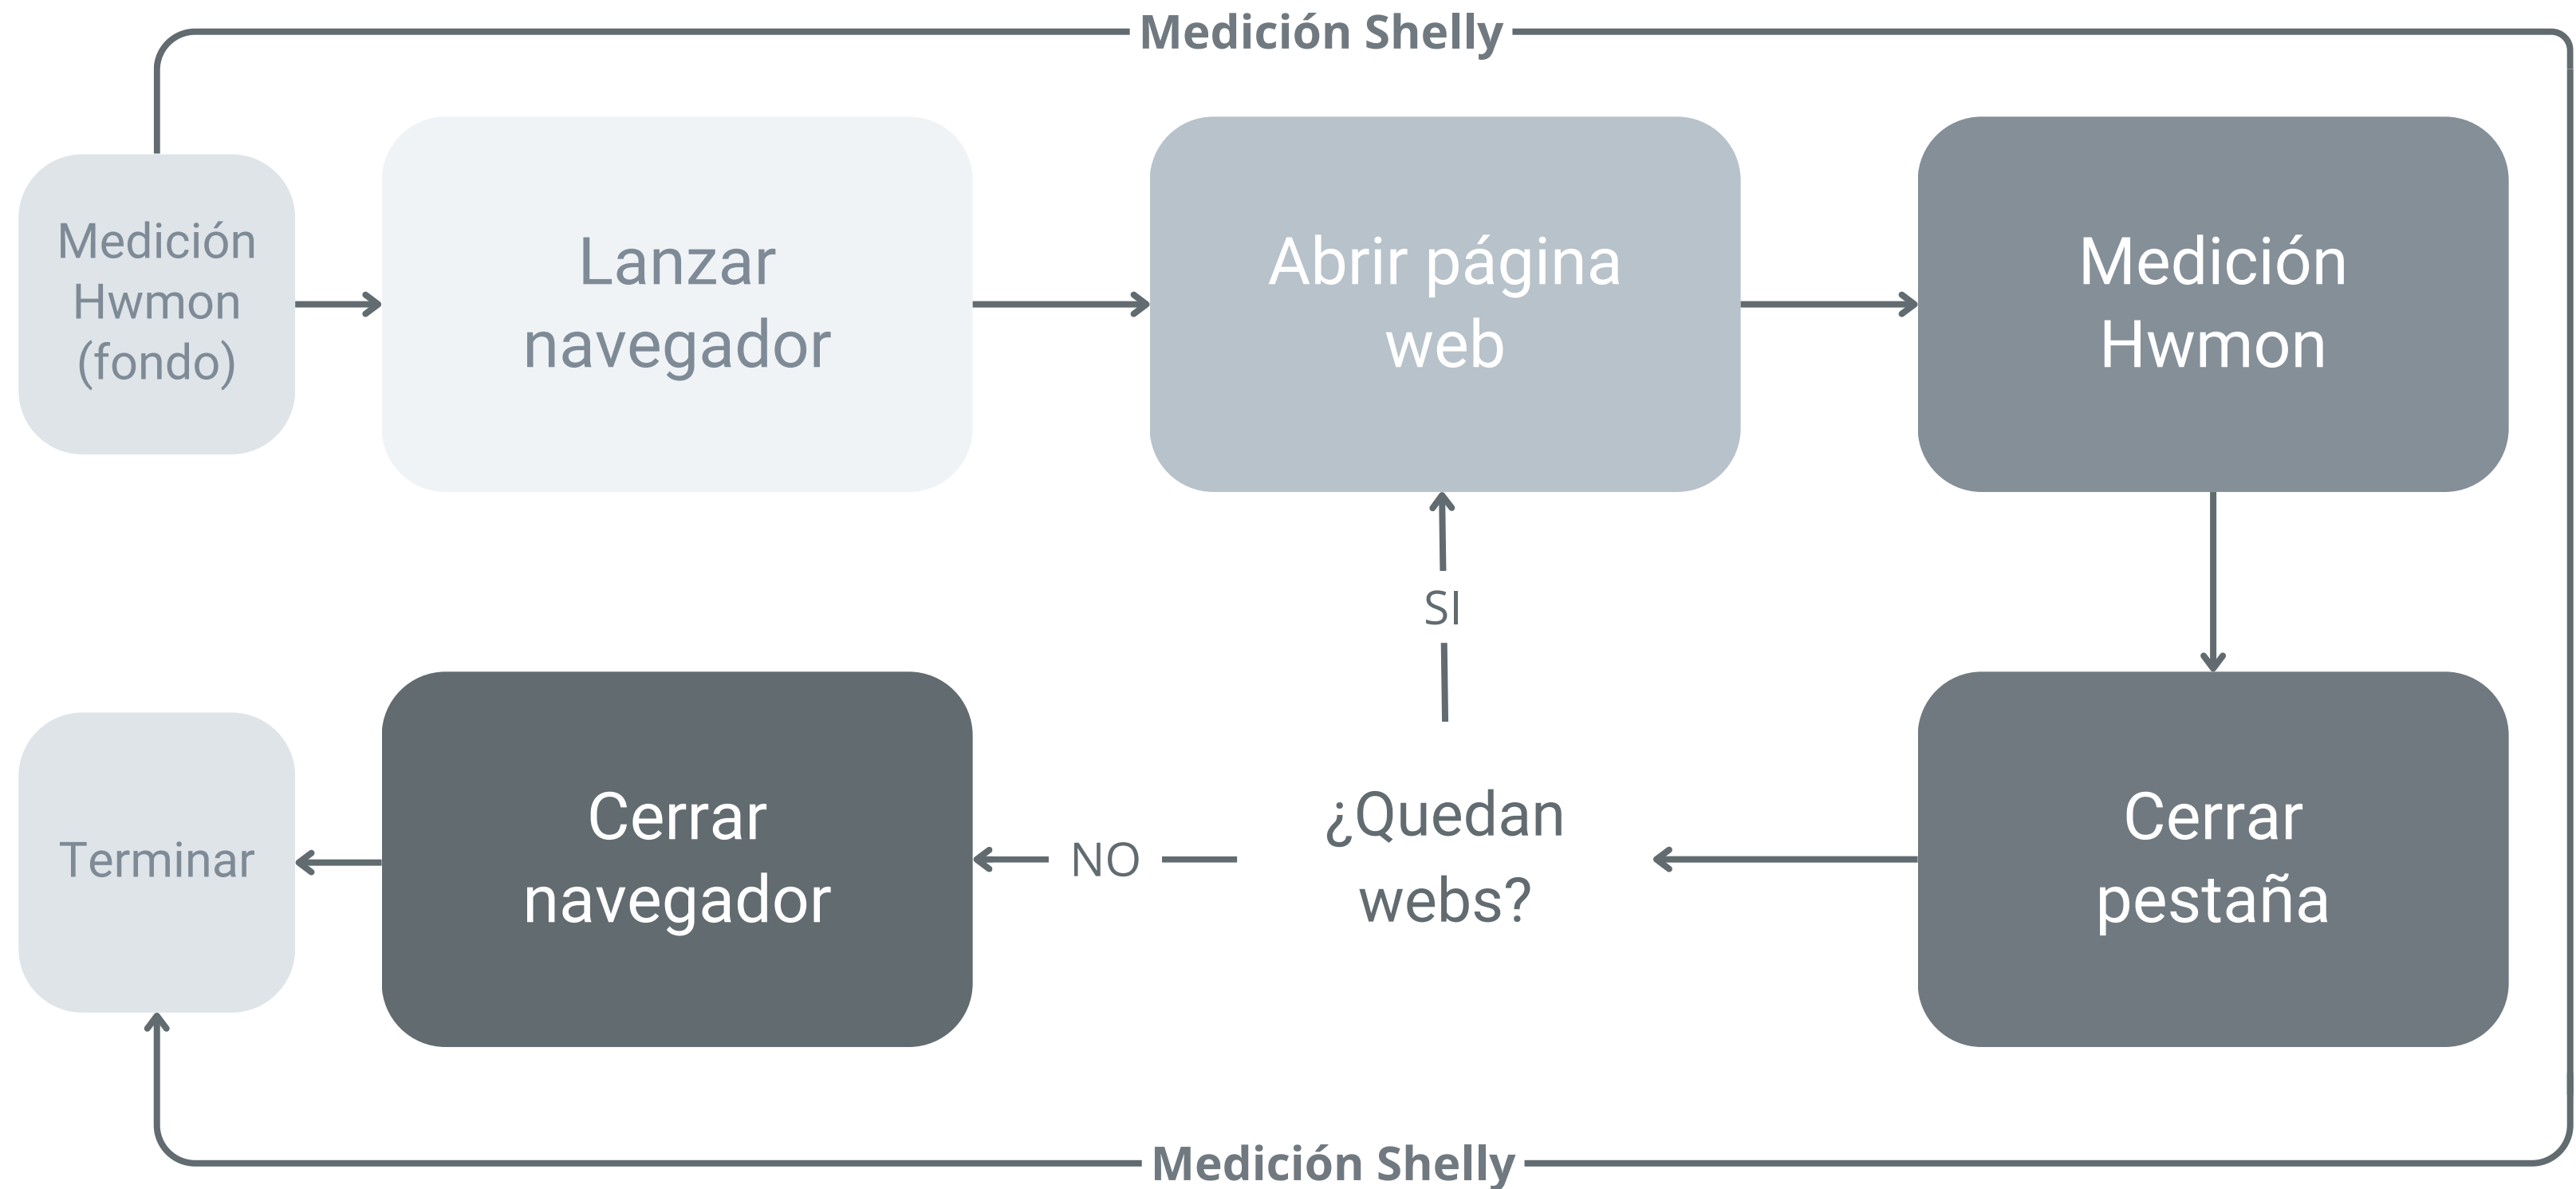 Medición Shelly
Medición
Hwmon
(fondo)
Lanzar
navegador
Abrir página
web
Medición
Hwmon
SI
Cerrar
pestaña
¿Quedan
webs?
NO
Cerrar
navegador
Terminar
Medición Shelly